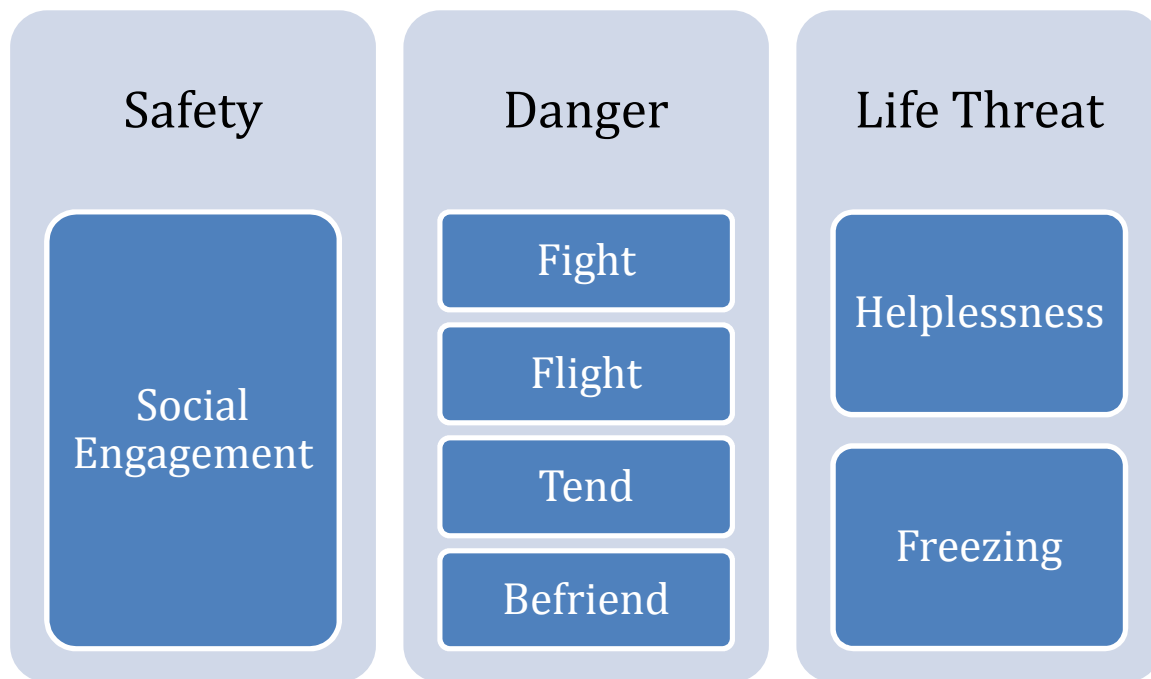 Safety
Social
Engagement
Danger
Fight
Flight
Tend
Befriend
Life Threat
Helplessness
Freezing